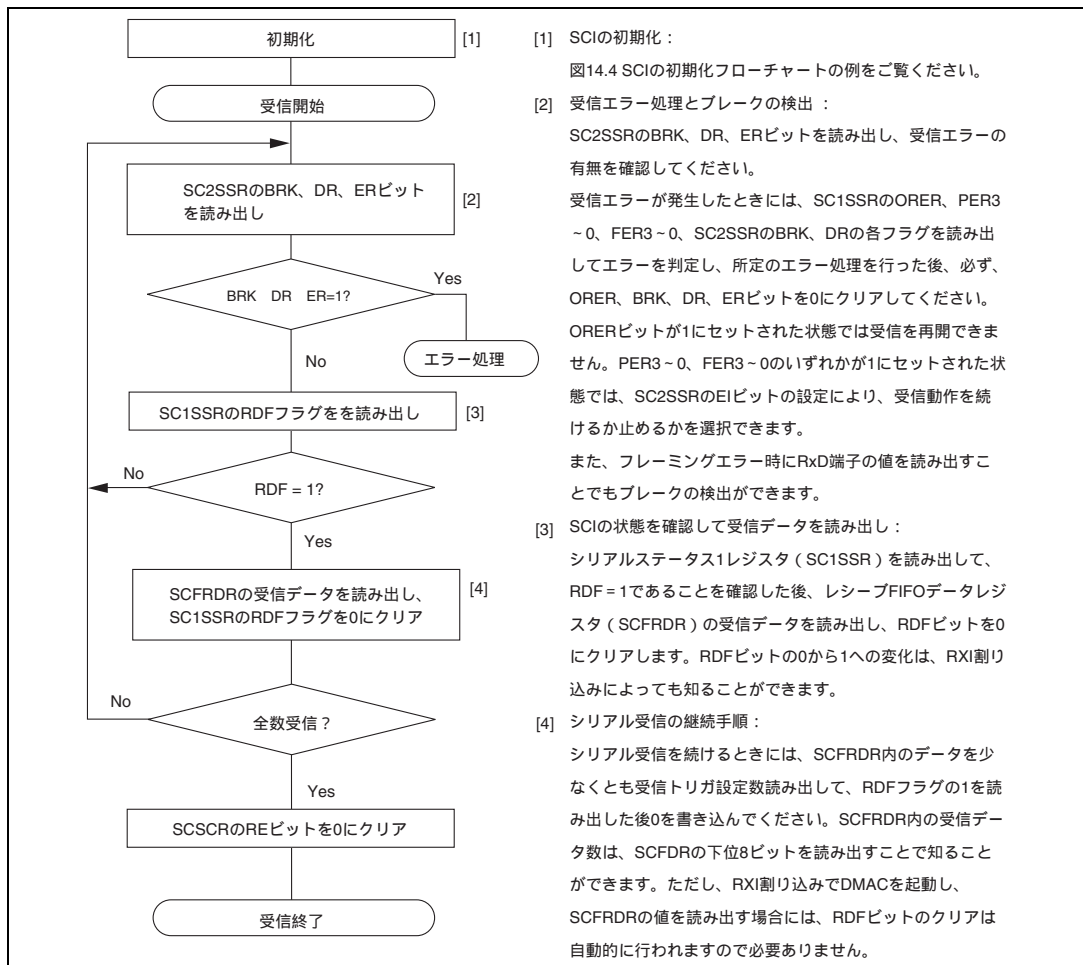 初期化
[1]
受信開始
SC2SSRのBRK、DR、ERビット
を読み出し
[2]
BRK DR ER=1?
Yes
エラー処理
No
SC1SSRのRDFフラグをを読み出し
[3]
No
RDF = 1?
Yes
SCFRDRの受信データを読み出し、
SC1SSRのRDFフラグを0にクリア
[4]
No
全数受信？
Yes
SCSCRのREビットを0にクリア
受信終了
[1] SCIの初期化：
図14.4 SCIの初期化フローチャートの例をご覧ください。
[2] 受信エラー処理とブレークの検出 ：
SC2SSRのBRK、DR、ERビットを読み出し、受信エラーの
有無を確認してください。
受信エラーが発生したときには、SC1SSRのORER、PER3
～0、FER3～0、SC2SSRのBRK、DRの各フラグを読み出
してエラーを判定し、所定のエラー処理を行った後、必ず、
ORER、BRK、DR、ERビットを0にクリアしてください。
ORERビットが1にセットされた状態では受信を再開できま
せん。PER3～0、FER3～0のいずれかが1にセットされた状
態では、SC2SSRのEIビットの設定により、受信動作を続
けるか止めるかを選択できます。
また、フレーミングエラー時にRxD端子の値を読み出すこ
とでもブレークの検出ができます。
[3] SCIの状態を確認して受信データを読み出し：
シリアルステータス1レジスタ（SC1SSR）を読み出して、
RDF = 1であることを確認した後、レシーブFIFOデータレジ
スタ（SCFRDR）の受信データを読み出し、RDFビットを0
にクリアします。RDFビットの0から1への変化は、RXI割り
込みによっても知ることができます。
[4] シリアル受信の継続手順：
シリアル受信を続けるときには、SCFRDR内のデータを少
なくとも受信トリガ設定数読み出して、RDFフラグの1を読
み出した後0を書き込んでください。SCFRDR内の受信デー
タ数は、SCFDRの下位8ビットを読み出すことで知ること
ができます。ただし、RXI割り込みでDMACを起動し、
SCFRDRの値を読み出す場合には、RDFビットのクリアは
自動的に行われますので必要ありません。